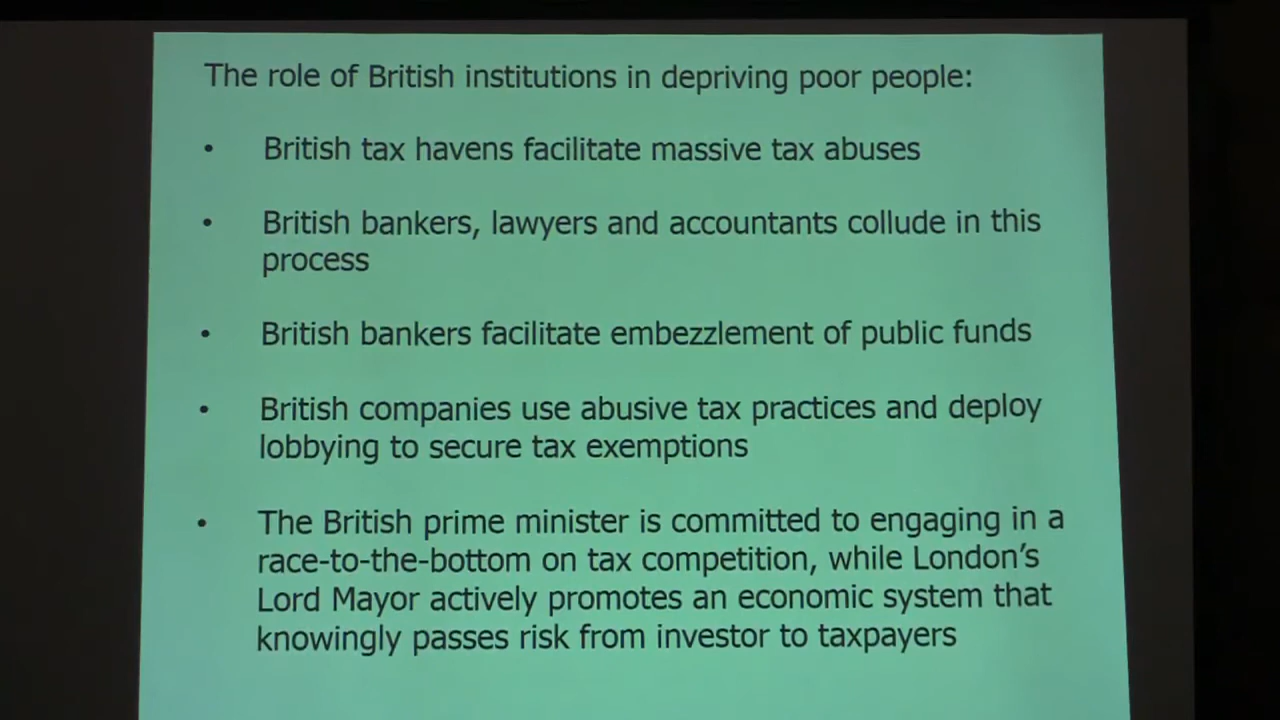 The role of British institutions in depriving poor people:
• British tax havens facilitate massive tax abuses
• British bankers, lawyers and accountants collude in this
process
• British bankers facilitate embezzlement of public funds
• British companies use abusive tax practices and deploy
lobbying to secure tax exemptions
• The British prime minister is committed to engaging in a
race-to-the-bottom on tax competition, while London's
Lord Mayor actively promotes an economic system that
knowingly passes risk from investor to taxpayers